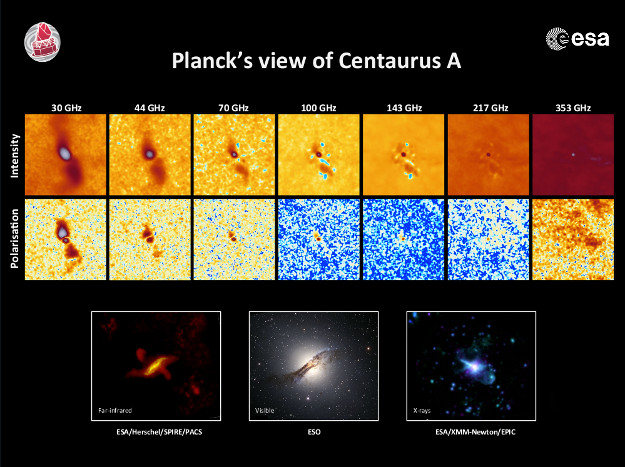 esa
Planck's view of Centaurus A
30 GHz 44 GHz 70 GHz 100 GHz 143 GHz 217 GHz 353 GHz
Intensity
Polarisation
Far-infrared
Visible
X-rays
ESA/Herschel/SPIRE/PACS
ESO
ESA/XMM-Newton/EPIC